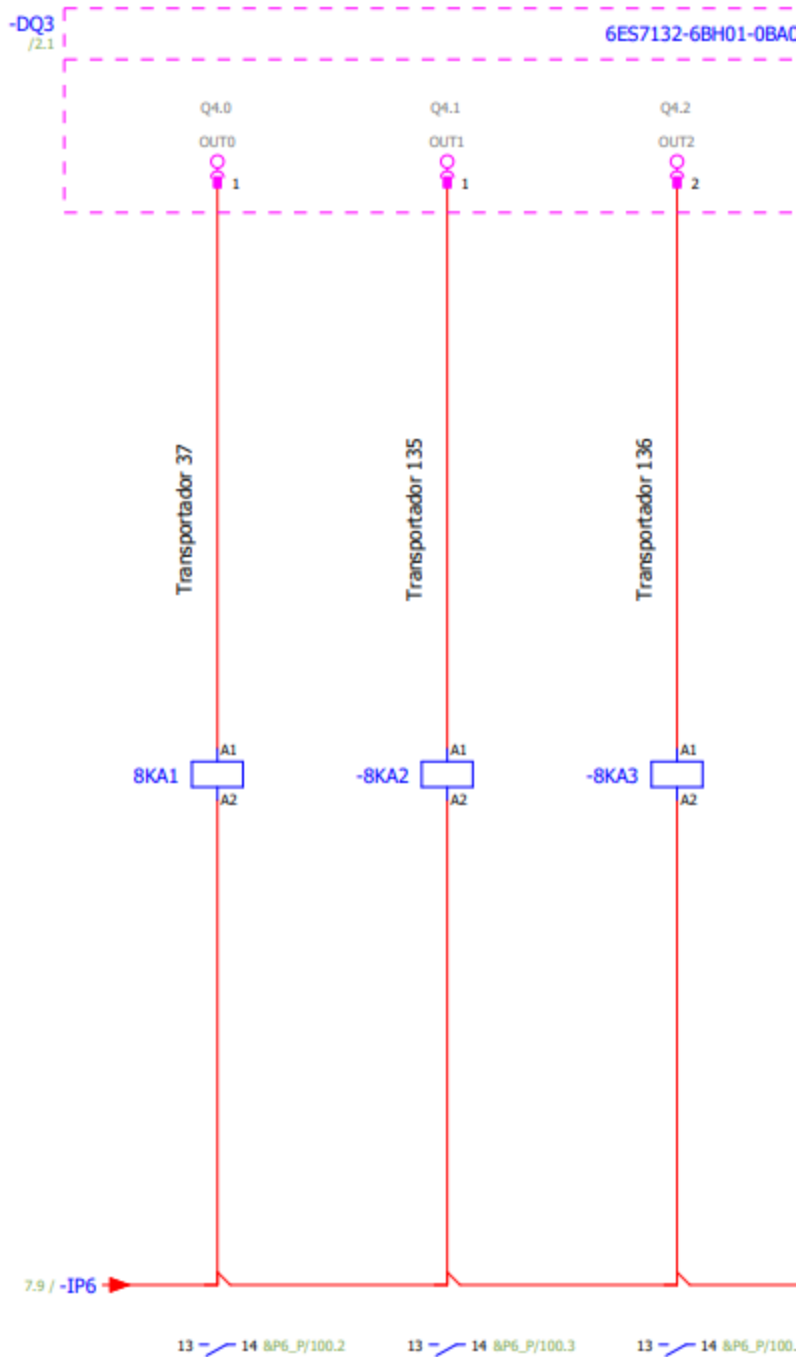 -DQ3
/2.1
6ES7132-6BH01-0BA0
Q4.0
Q4.1
Q4.2
OUT0
OUT1
OUT2
1
1
2
Transportador 37
Transportador 135
Transportador 136
A1
A1
A1
8KA1
-8KA2
-8KA3
A2
A2
A2
7.9 / -IP6
13 14 &P6_P/100.2
13 14 &P6_P/100.3
13 14 &P6_P/100.